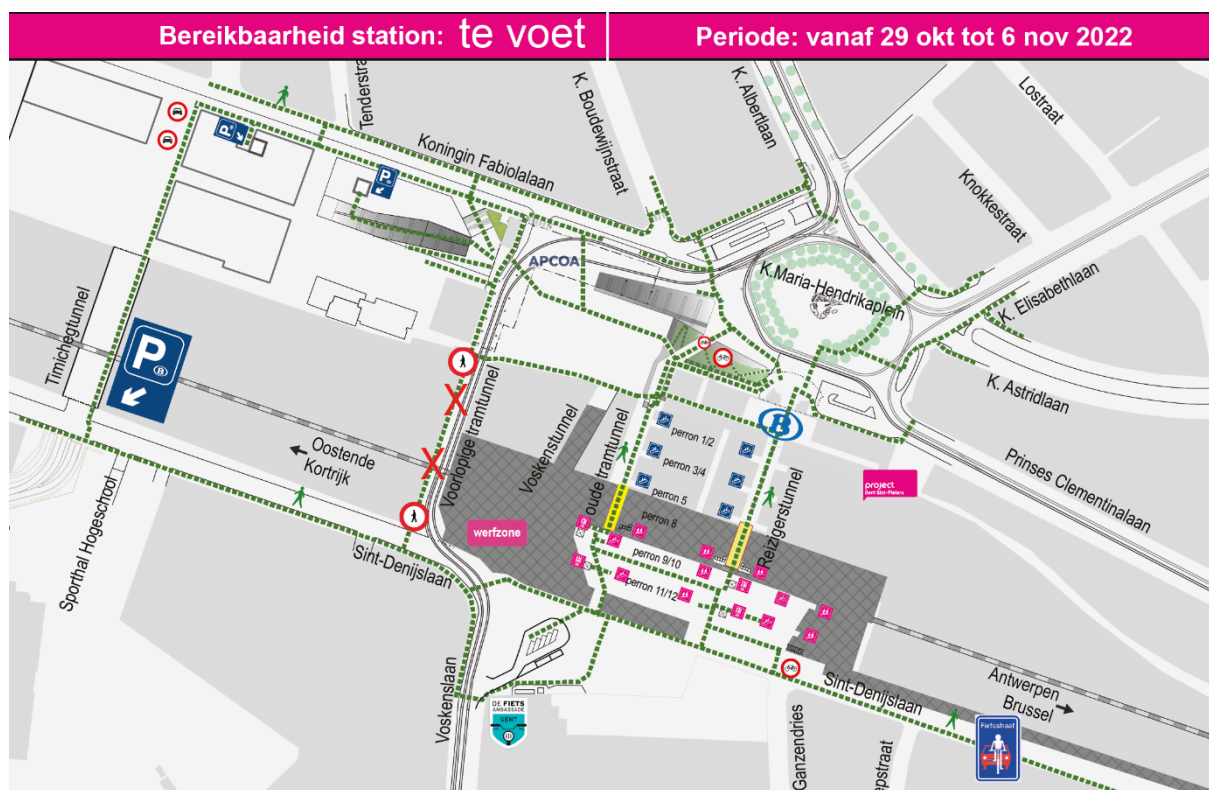 Bereikbaarheid station: te voet
Periode: vanaf 29 okt tot 6 nov 2022
Tenderstra
K. Boudewijnstraat
K. Albertlaan
Lostraat
Koningin Fabiolalaan
Knokkestraat
P
B
P
B
APCOA
K.Maria-Hendrikaplein
K. Elisabethlaan
Timichegtunnel
P
B
K. Astridlaan
Voorlopige tramtunnel
X
X
Voskenstunnel
oude tramtunnel
perron 1/2
B
Oostende
Kortrijk
perron 3/4
Prinses Clementinalaan
perron 5
project
Gent Sint-Pieters
Reizigerstunnel
perron 8
werfzone
Sporthal Hogeschool
Sint-Denijslaan
perron 9/10
perron 11/12
Voskenslaan
Sint-Denijslaan
Antwerpen
Brussel
DE FIETS
AMBASSADE
GENT
Ganzendries
epstraat
Fietsstraat